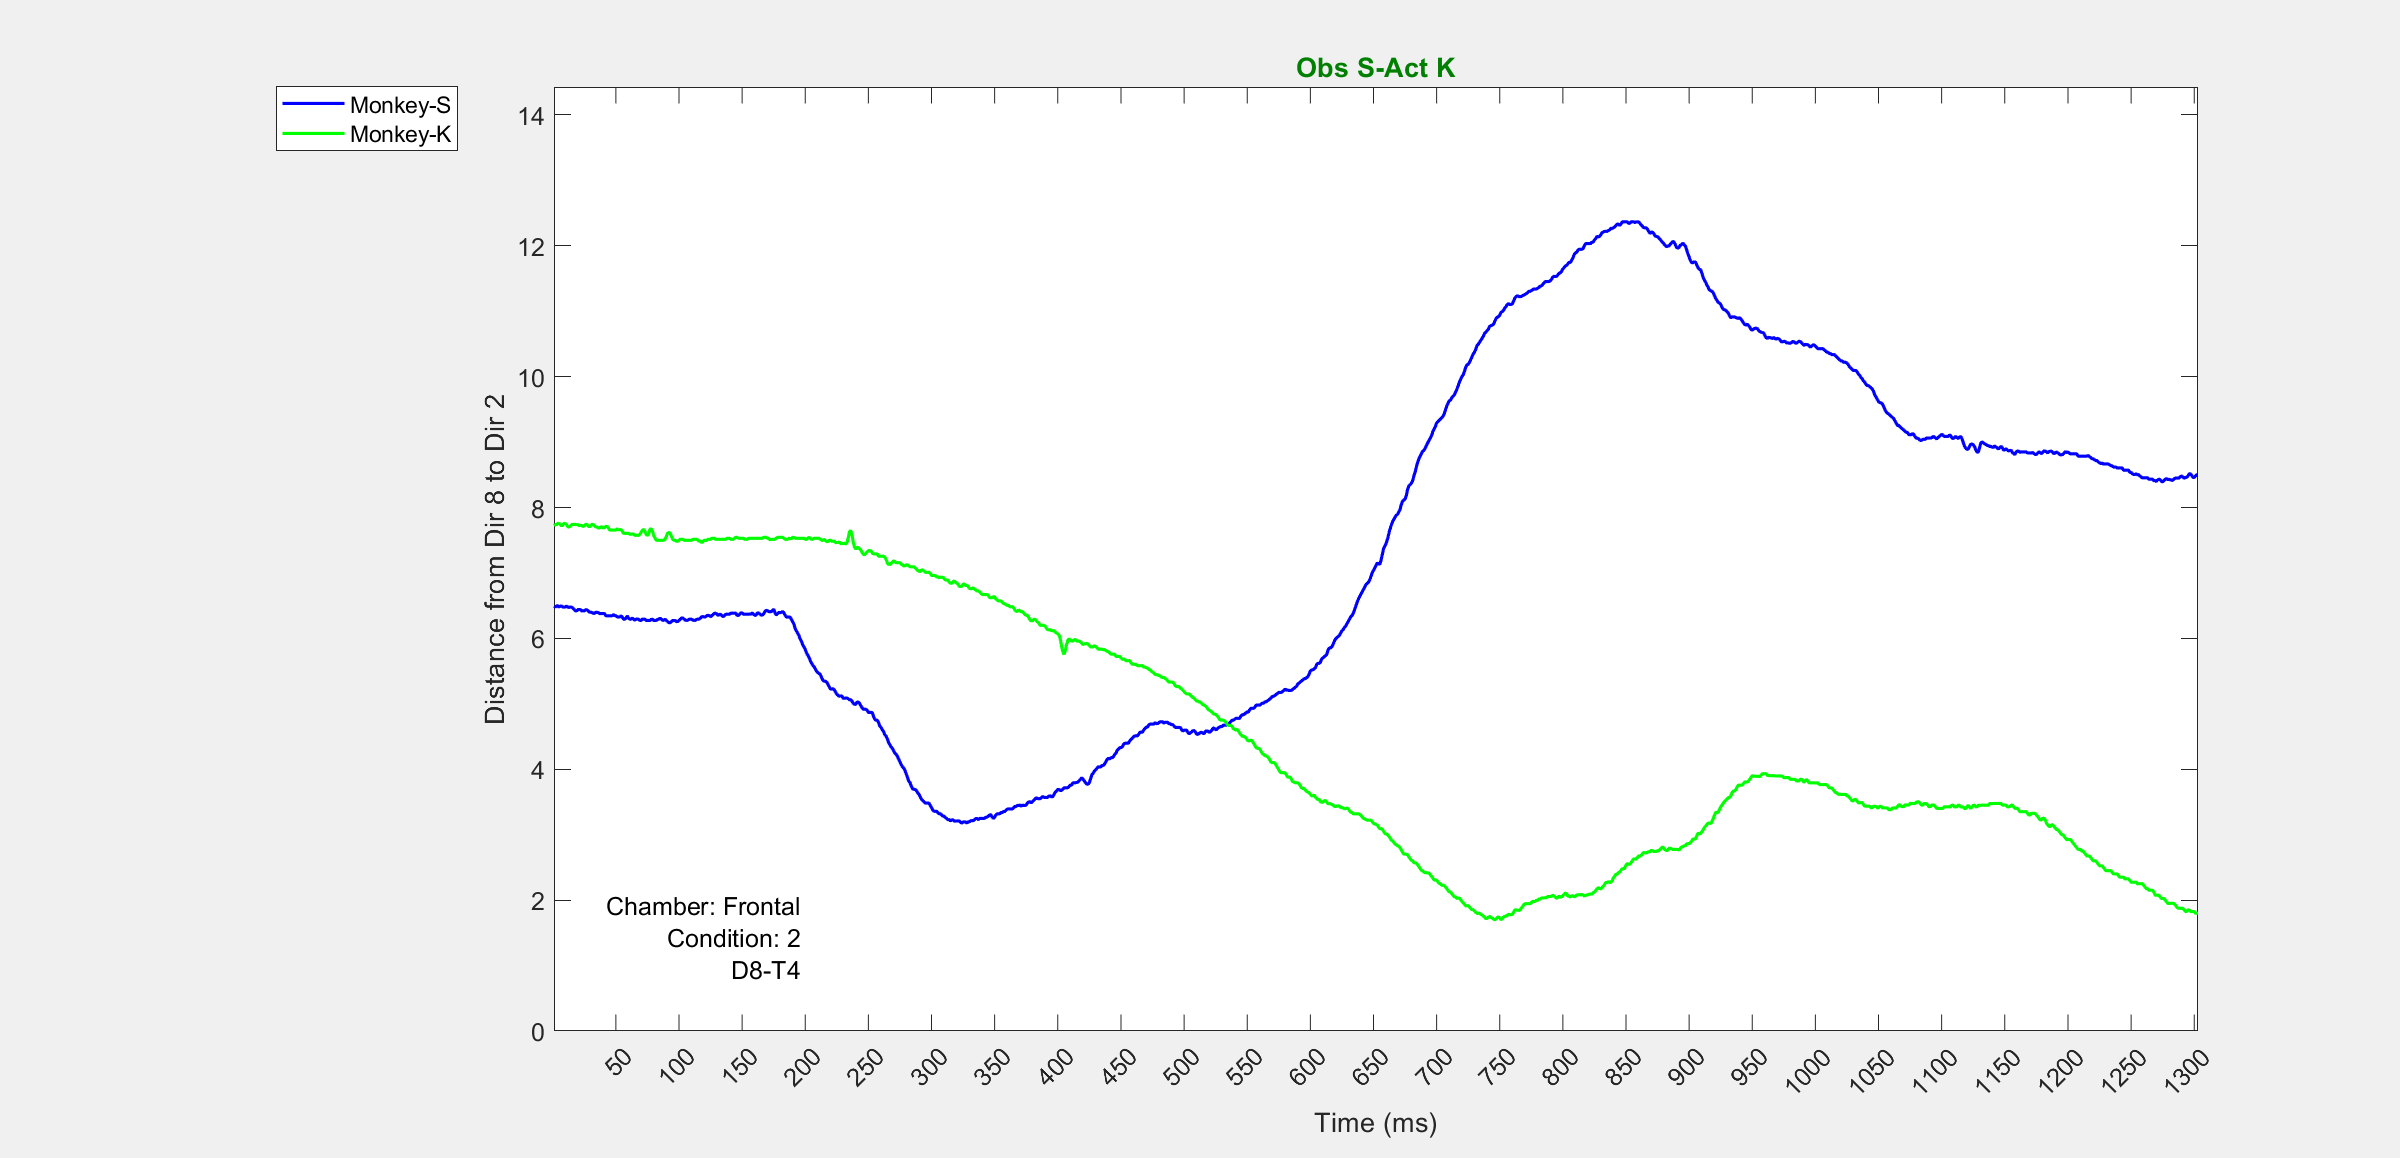 Obs S-Act K
Monkey-S
Monkey-K
Distance from Dir 8 to Dir 2
14
12
10
8
6
4
2
0
Chamber: Frontal
Condition: 2
D8-T4
50 100 150 200 250 300 350 400 450 500 550 600 650 700 750 800 850 900 950 1000 1050 1100 1150 1200 1250 1300
Time (ms)